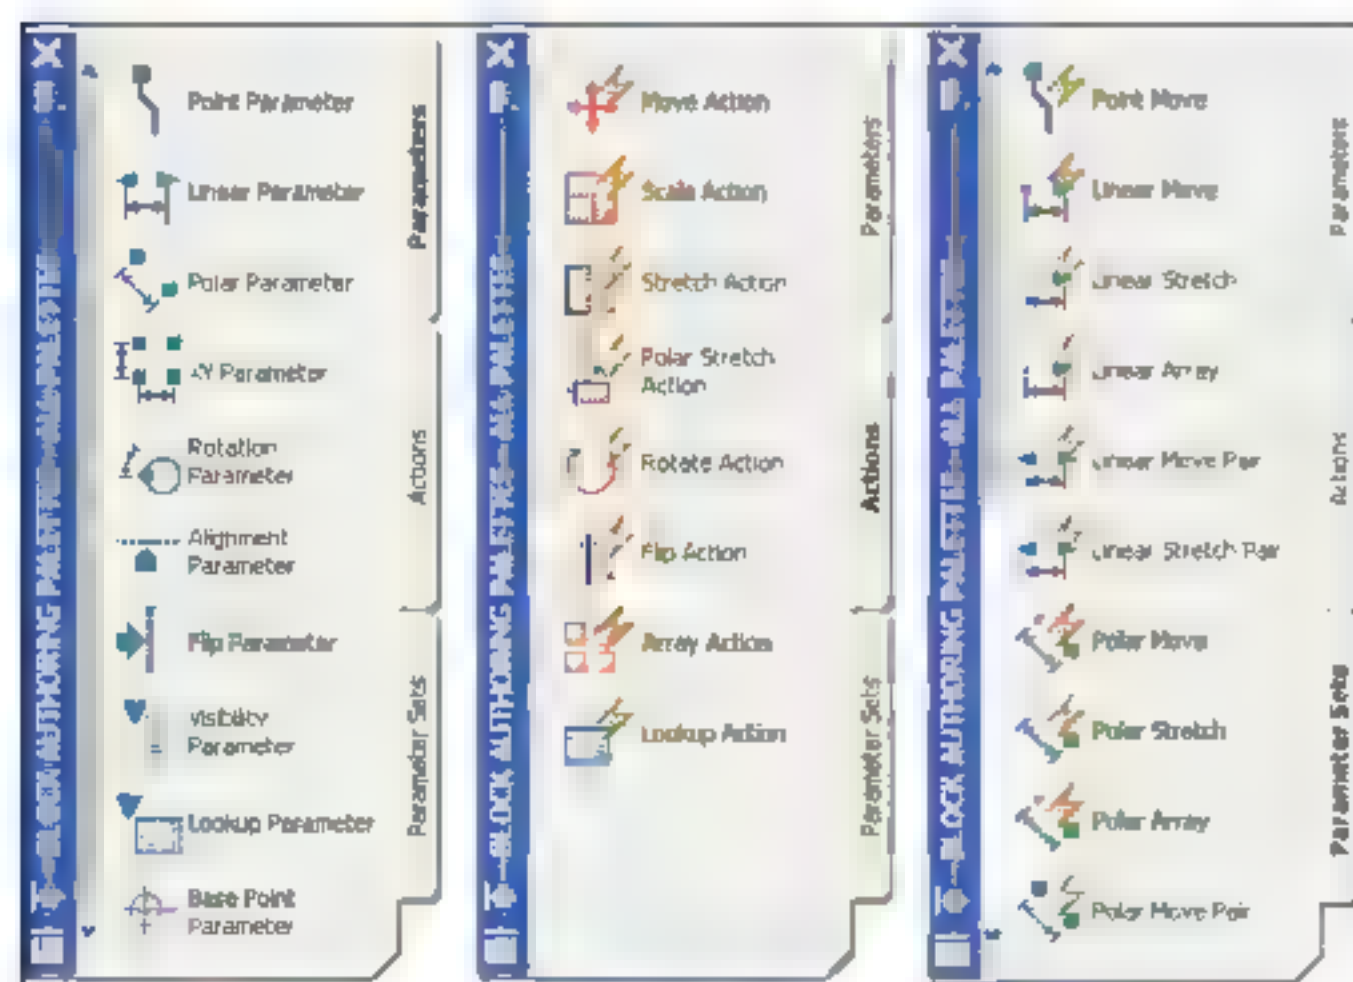 Point Parameter
Linear Parameter
Polar Parameter
XY Parameter
Rotation
Parameter
Alignment
Parameter
Flip Parameter
Visibility
Parameter
Lookup Parameter
Base Point
Parameter
Parameters
Actions
Parameter Sets
BLOCK AUTHORING PALETTES - ALL PALETTES
Move Action
Scale Action
Stretch Action
Polar Stretch
Action
Rotate Action
Flip Action
Array Action
Lookup Action
Parameters
Actions
Parameter Sets
BLOCK AUTHORING PALETTES - ALL PALETTES
Point Move
Linear Move
Linear Stretch
Linear Array
Linear Move Pair
Linear Stretch Pair
Polar Move
Polar Stretch
Polar Array
Polar Move Pair
Parameters
Actions
Parameter Sets
BLOCK AUTHORING PALETTES - ALL PALETTES